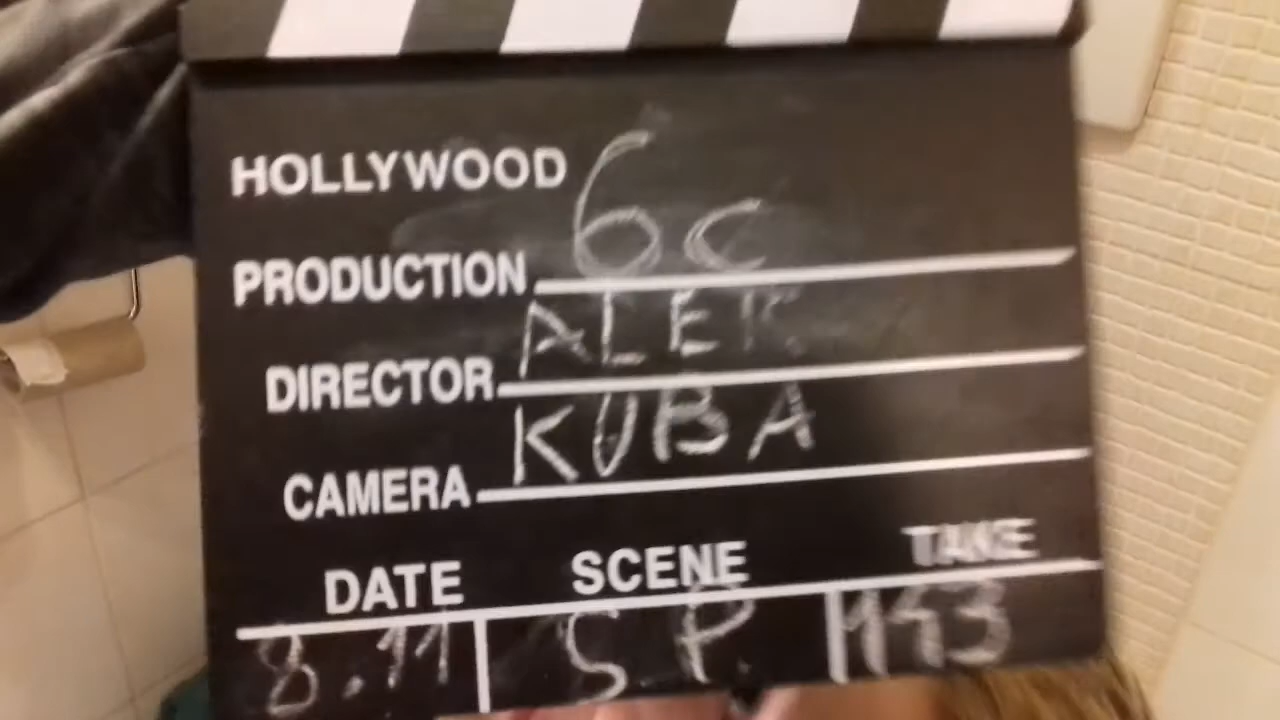 HOLLYWOOD
PRODUCTION 6c
DIRECTOR ALEK
CAMERA KUBA
DATE SCENE TAKE
8.11 S P.